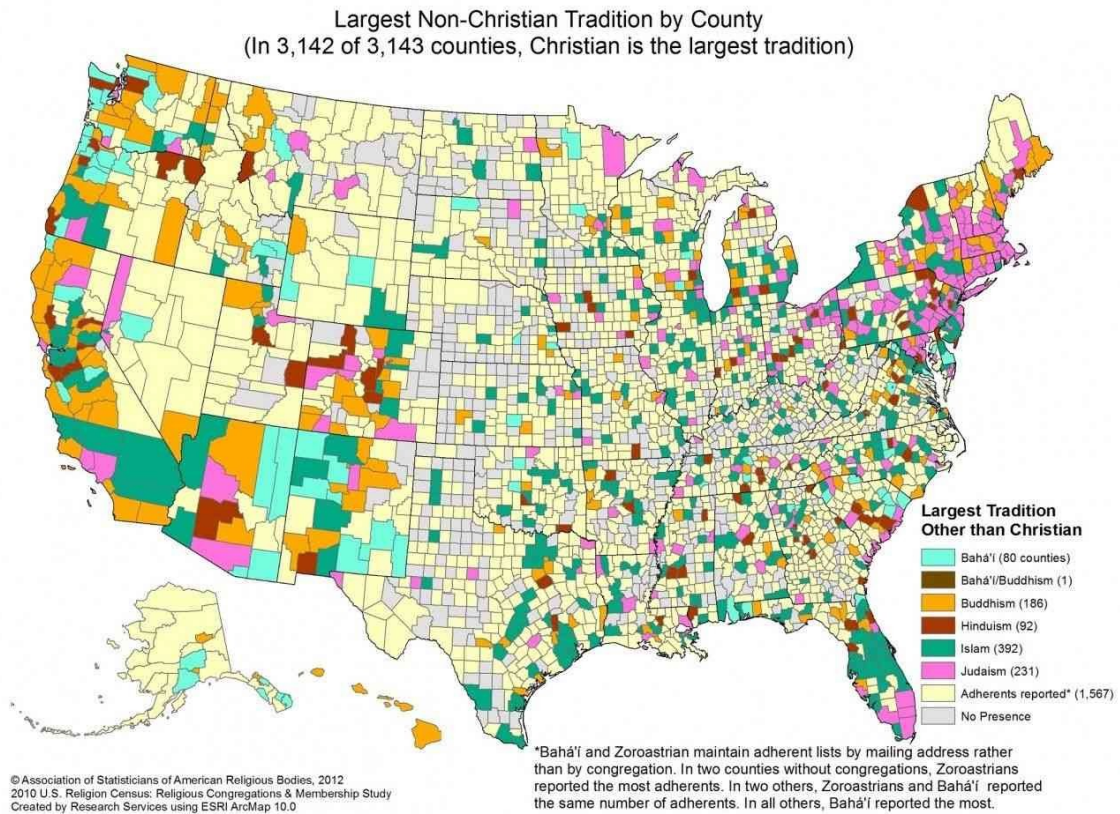 Largest Non-Christian Tradition by County
(In 3,142 of 3,143 counties, Christian is the largest tradition)
Largest Tradition
Other than Christian
Bahá'í (80 counties)
Bahá'í/Buddhism (1)
Buddhism (186)
Hinduism (92)
Islam (392)
Judaism (231)
Adherents reported* (1,567)
No Presence
*Bahá'í and Zoroastrian maintain adherent lists by mailing address rather
than by congregation. In two counties without congregations, Zoroastrians
reported the most adherents. In two others, Zoroastrians and Bahá'í reported
the same number of adherents. In all others, Bahá'í reported the most.
© Association of Statisticians of American Religious Bodies, 2012
2010 U.S. Religion Census: Religious Congregations & Membership Study
Created by Research Services using ESRI ArcMap 10.0